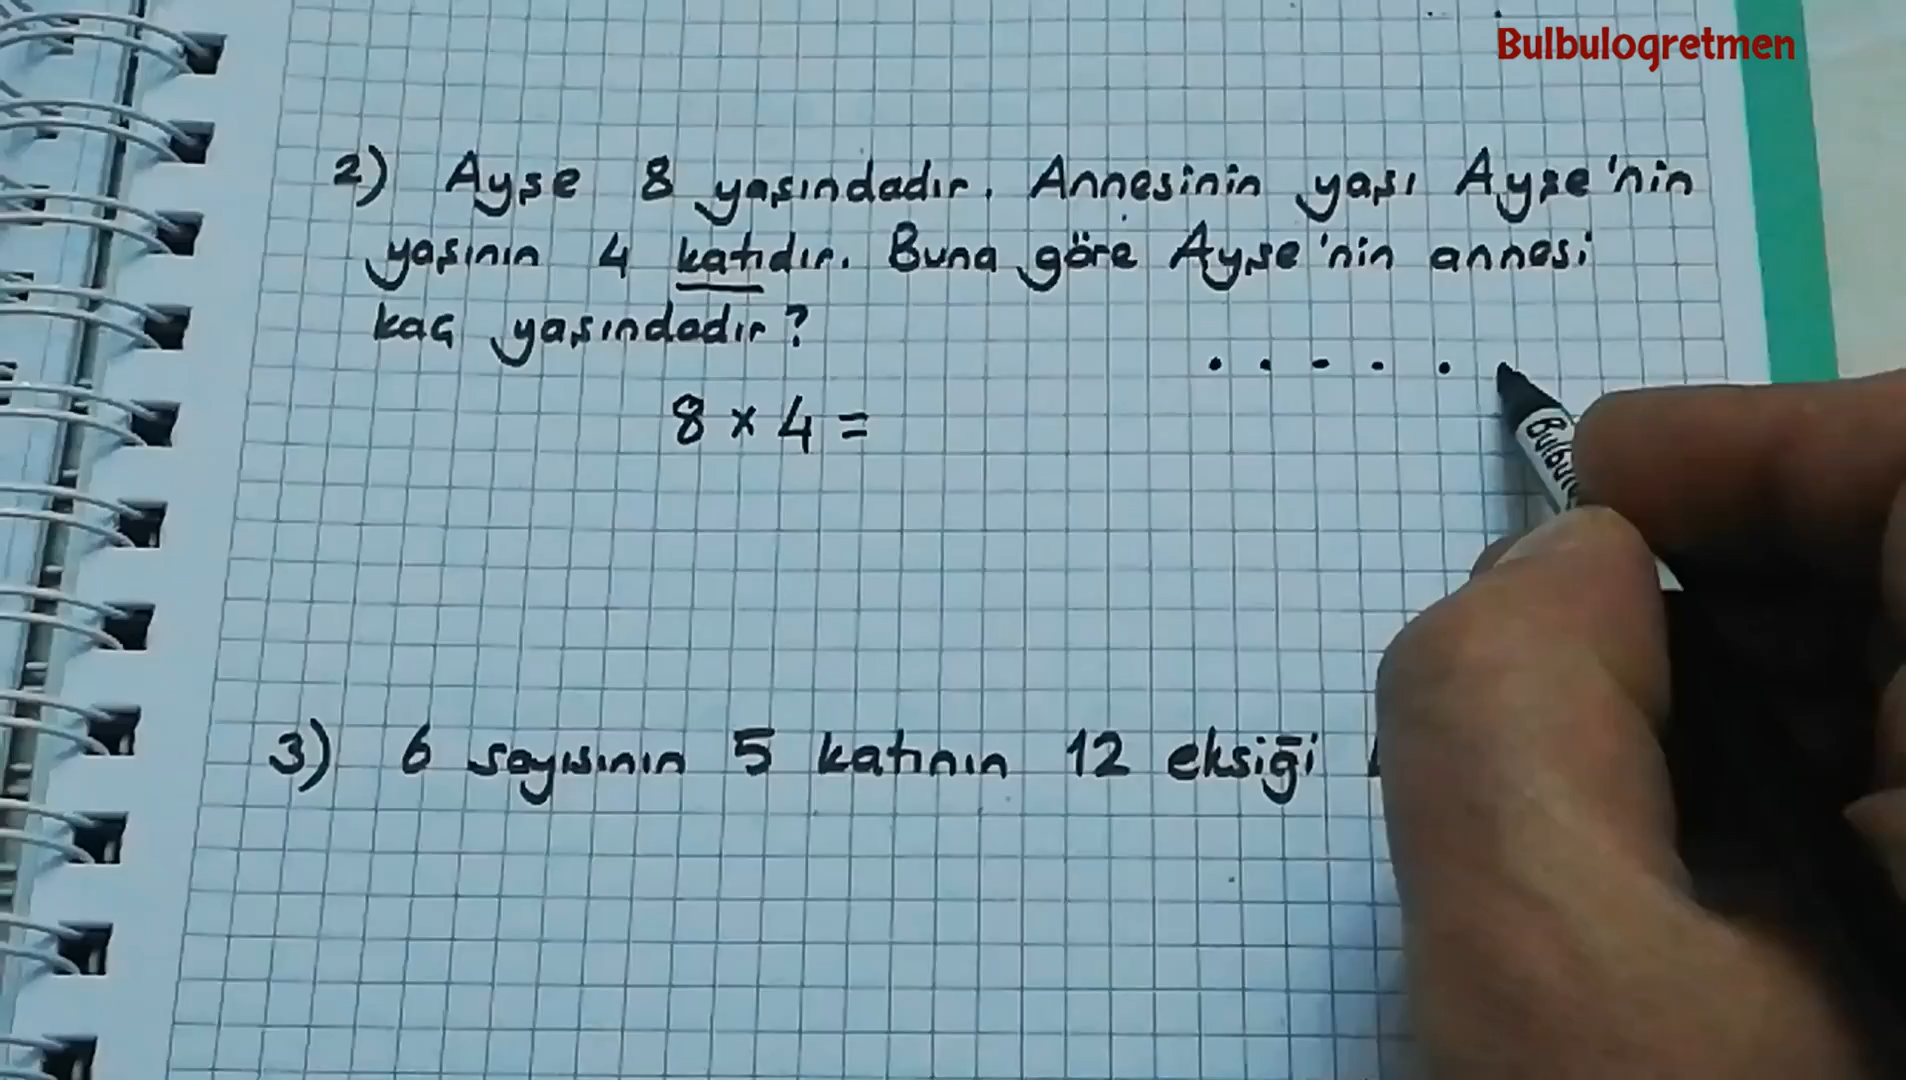 Bulbulogretmen
2) Ayşe 8 yaşındadır. Annesinin yaşı Ayşe'nin
yaşının 4 katıdır. Buna göre Ayşe'nin annesi
kaç yaşındadır?
8 x 4 =
3) 6 sayısının 5 katının 12 eksiği